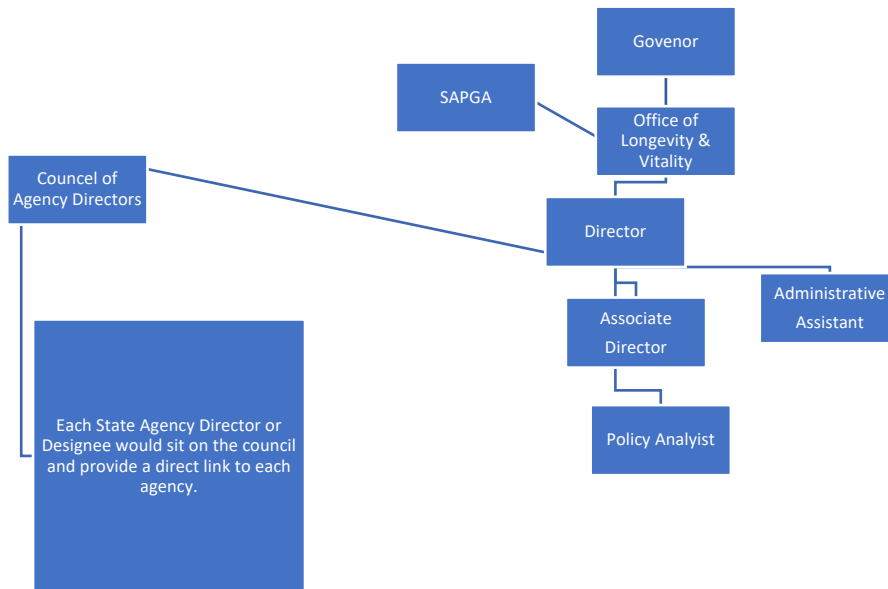 Govenor
SAPGA
Office of
Longevity &
Vitality
Councel of
Agency Directors
Director
Administrative
Assistant
Associate
Director
Each State Agency Director or
Designee would sit on the council
and provide a direct link to each
agency.
Policy Analyist